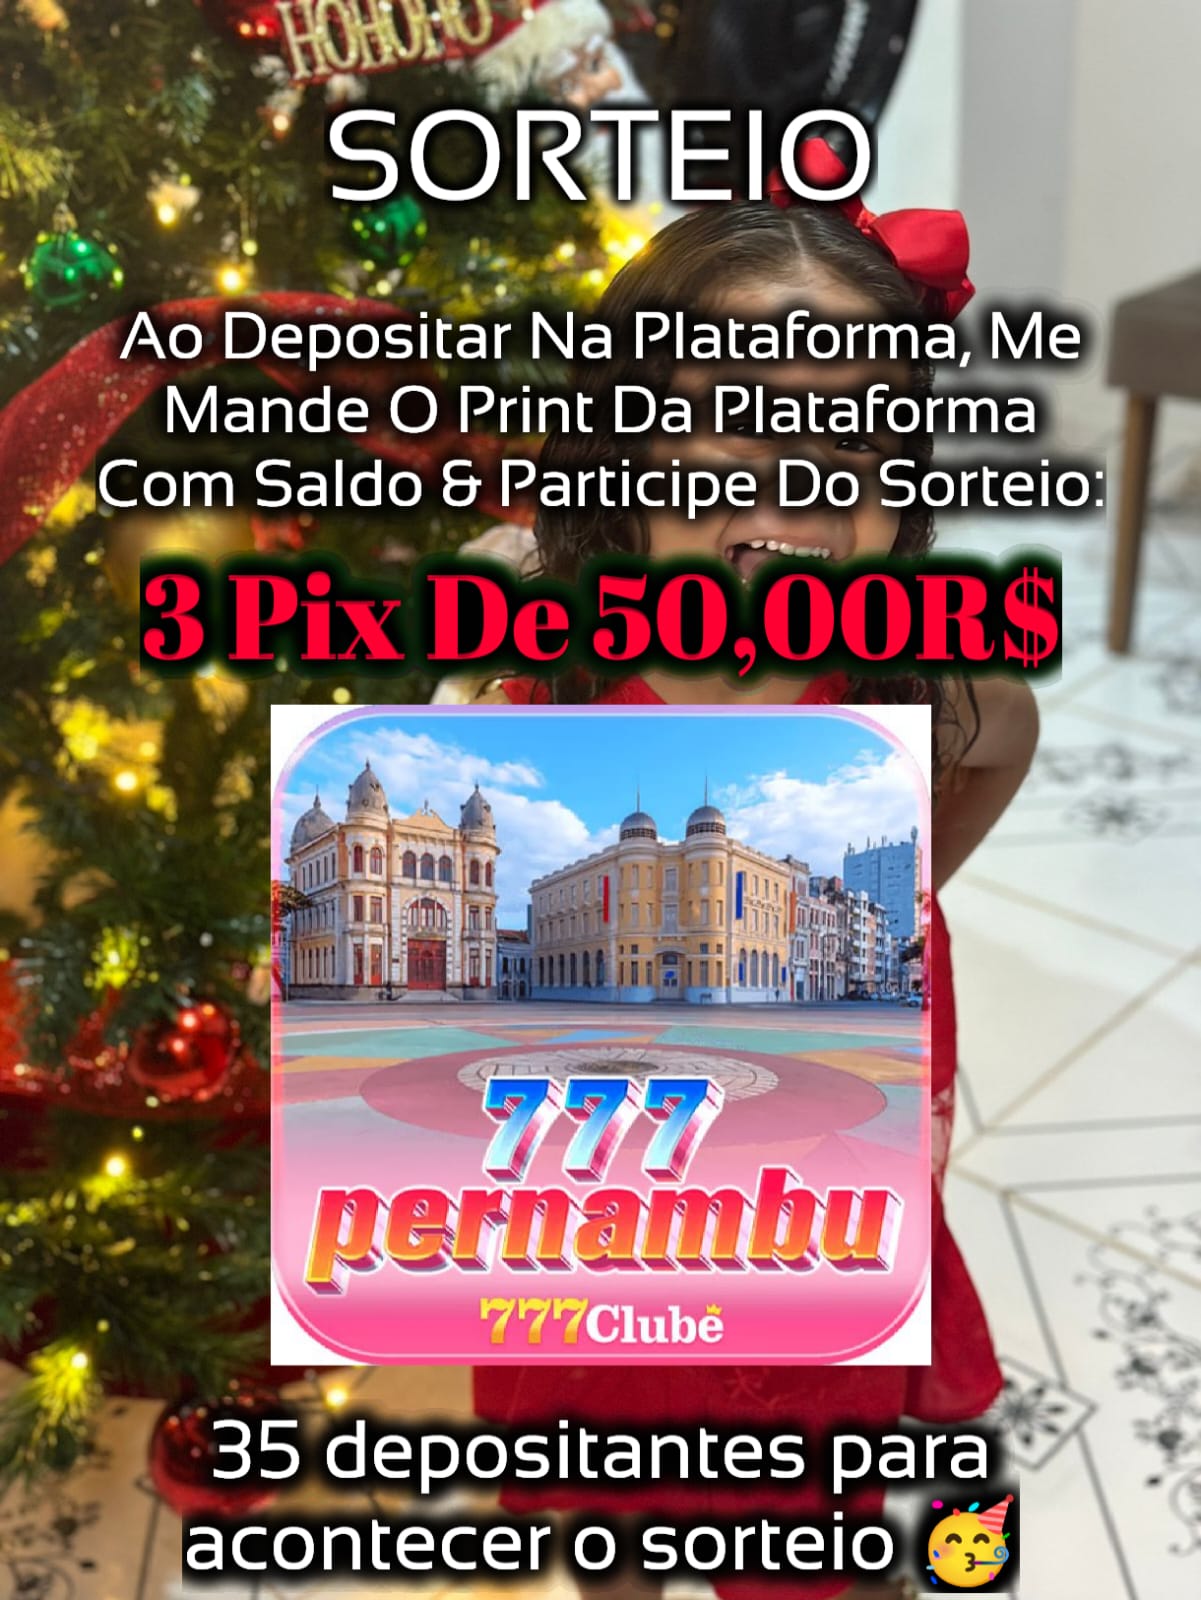 HOHOHO
SORTEIO
Ao Depositar Na Plataforma, Me
Mande O Print Da Plataforma
Com Saldo & Participe Do Sorteio:
3 Pix De 50,00R$
777
pernambu
777Clube
35 depositantes para
acontecer o sorteio 🥳